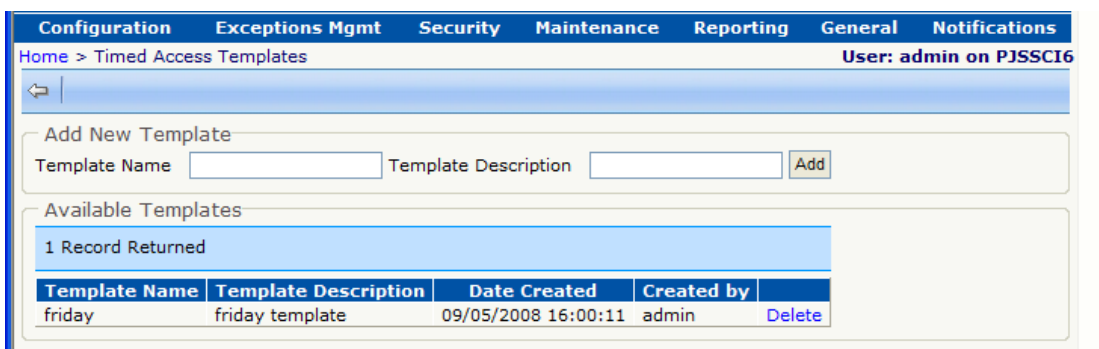 Configuration Exceptions Mgmt Security Maintenance Reporting General Notifications
Home > Timed Access Templates User: admin on PJSSCI6
Add New Template
Template Name Template Description Add
Available Templates
1 Record Returned
Template Name Template Description Date Created Created by
friday friday template 09/05/2008 16:00:11 admin Delete